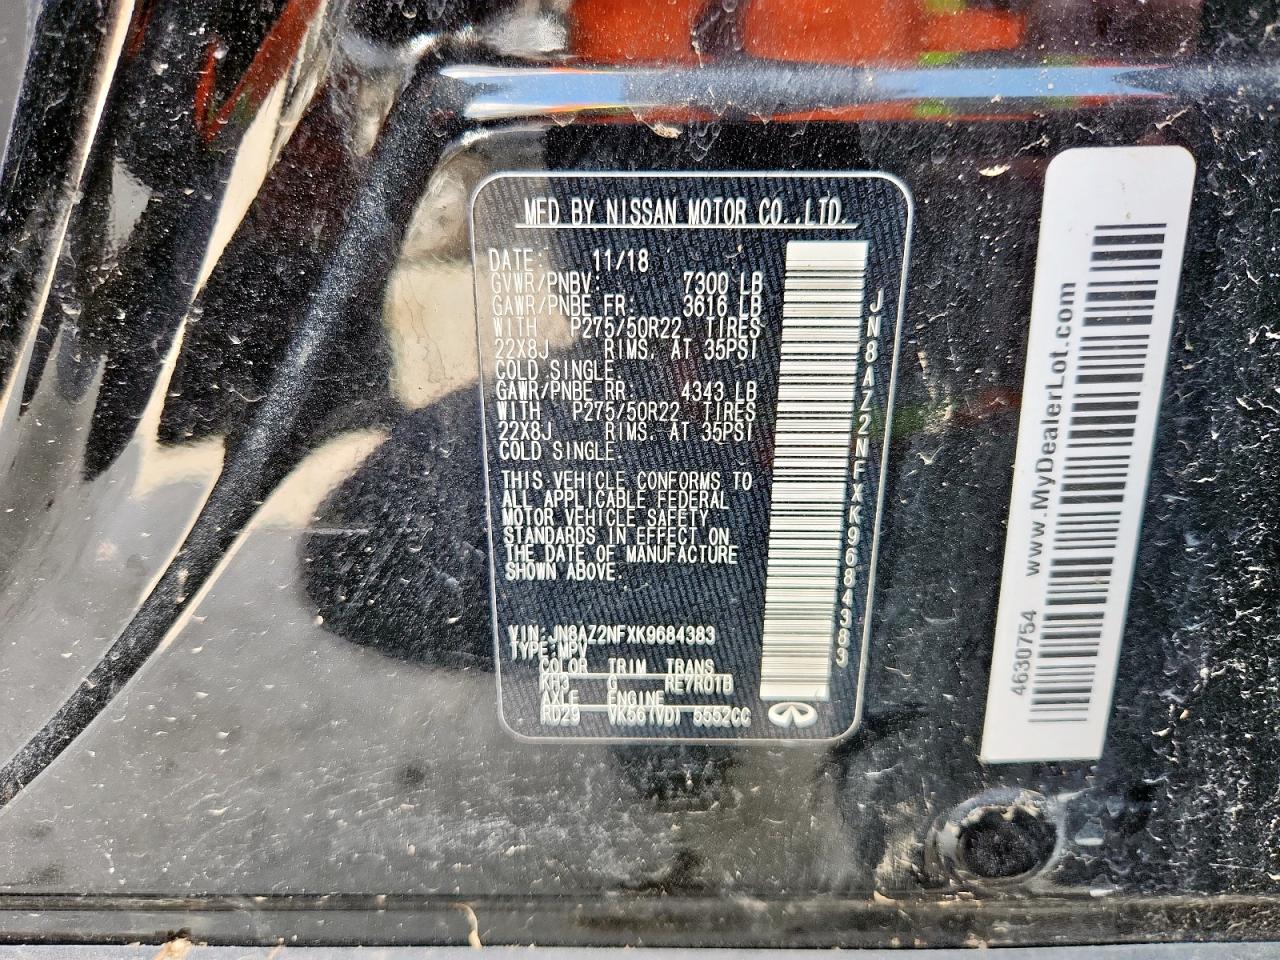 MFD BY NISSAN MOTOR CO.,LTD.
DATE: 11/18
GVWR/PNBV: 7300 LB
GAWR/PNBE FR: 3616 LB
WITH P275/50R22 TIRES
22X8J RIMS. AT 35PSI
COLD SINGLE.
GAWR/PNBE RR: 4343 LB
WITH P275/50R22 TIRES
22X8J RIMS. AT 35PSI
COLD SINGLE.
THIS VEHICLE CONFORMS TO
ALL APPLICABLE FEDERAL
MOTOR VEHICLE SAFETY
STANDARDS IN EFFECT ON
THE DATE OF MANUFACTURE
SHOWN ABOVE.
VIN:JN8AZ2NFXK9684383
TYPE:MPV
COLOR TRIM TRANS
KH3 G RE7R01B
AXLE ENGINE
RD29 VK56(VD) 5552CC
JN8AZ2NFXK9684383
4630754 www.MyDealerLot.com